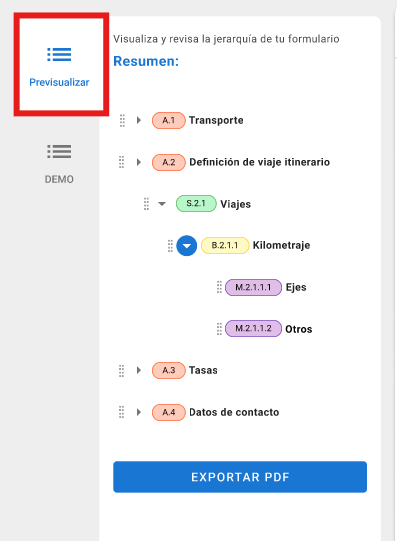 Visualiza y revisa la jerarquía de tu formulario
Resumen:
Previsualizar
DEMO
A.1 Transporte
A.2 Definición de viaje itinerario
S.2.1 Viajes
B.2.1.1 Kilometraje
M.2.1.1.1 Ejes
M.2.1.1.2 Otros
A.3 Tasas
A.4 Datos de contacto
EXPORTAR PDF